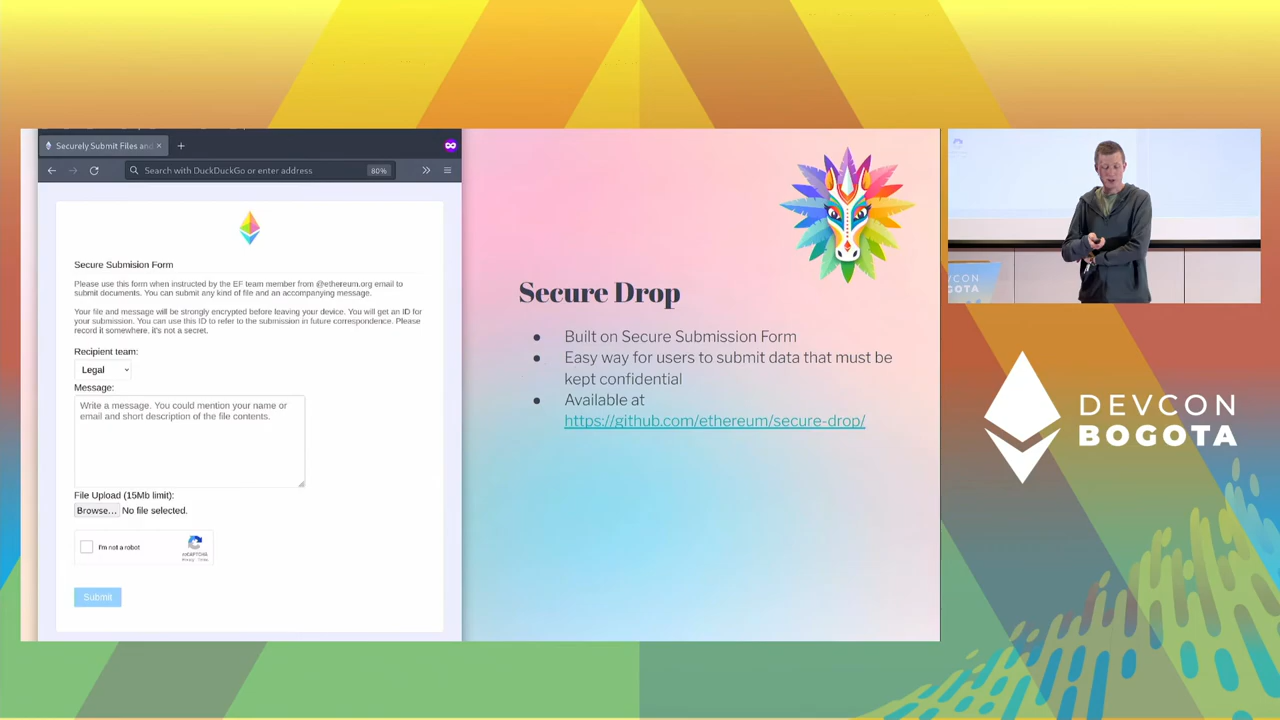 Securely Submit Files and
Search with DuckDuckGo or enter address
80%
Secure Submision Form
Please use this form when instructed by the EF team member from @ethereum.org email to
submit documents. You can submit any kind of file and an accompanying message.
Your file and message will be strongly encrypted before leaving your device. You will get an ID for
your submission. You can use this ID to refer to the submission in future correspondence. Please
record it somewhere, it's not a secret.
Recipient team:
Legal
Message:
Write a message. You could mention your name or
email and short description of the file contents.
File Upload (15Mb limit):
Browse... No file selected.
I'm not a robot
reCAPTCHA
Privacy - Terms
Submit
Secure Drop
● Built on Secure Submission Form
● Easy way for users to submit data that must be
kept confidential
● Available at
https://github.com/ethereum/secure-drop/
DEVCON
BOGOTA